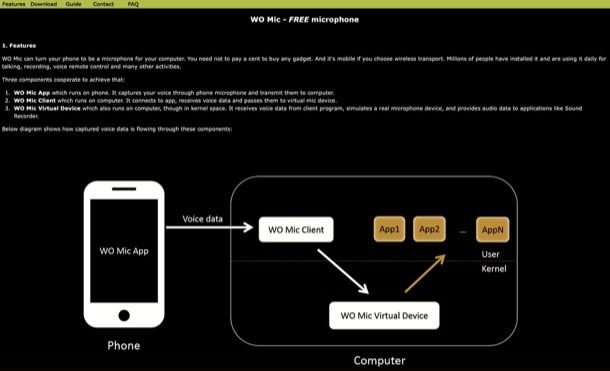 Features Download Guide Contact FAQ
WO Mic - FREE microphone
1. Features
WO Mic can turn your phone to be a microphone for your computer. You need not to pay a cent to buy any gadget. And it's mobile if you choose wireless transport. Millions of people have installed it and are using it daily for
talking, recording, voice remote control and many other activities.
Three components cooperate to achieve that:
1. WO Mic App which runs on phone. It captures your voice through phone microphone and transmit them to computer.
2. WO Mic Client which runs on computer. It connects to app, receives voice data and passes them to virtual mic device.
3. WO Mic Virtual Device which also runs on computer, though in kernel space. It receives voice data from client program, simulates a real microphone device, and provides audio data to applications like Sound
Recorder.
Below diagram shows how captured voice data is flowing through these components:
Voice data
WO Mic Client
App1 App2 ... AppN
WO Mic App
User
Kernel
WO Mic Virtual Device
Phone
Computer